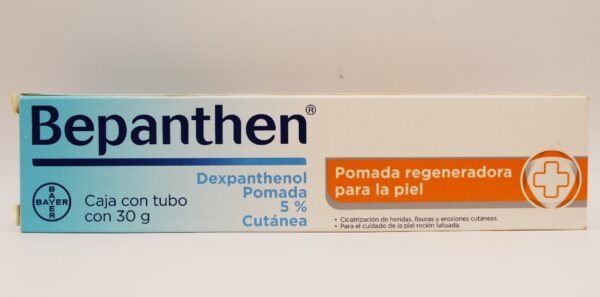 Bepanthen®
Dexpanthenol
Pomada
5 %
Cutánea
BAYER
BAYER
Caja con tubo
con 30 g
Pomada regeneradora
para la piel
• Cicatrización de heridas, fisuras y erosiones cutáneas.
• Para el cuidado de la piel recién tatuada.